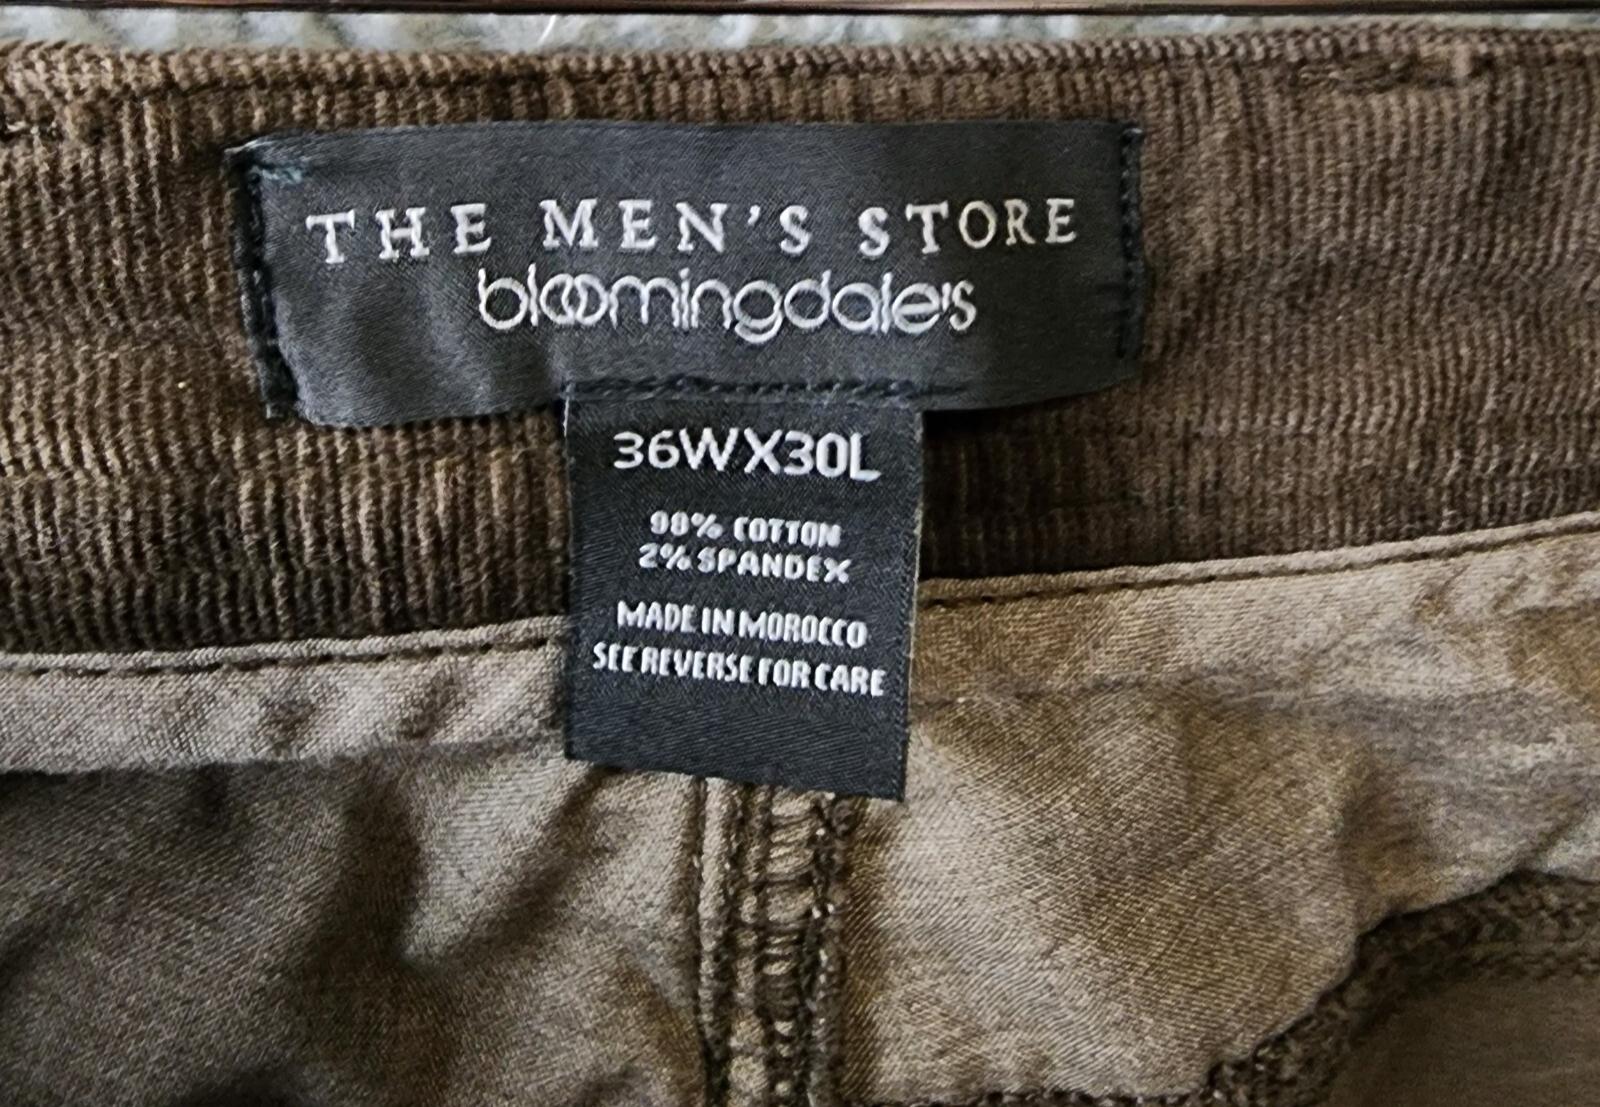 THE MEN'S STORE
bloomingdale's
36WX30L
98% COTTON
2% SPANDEX
MADE IN MOROCCO
SEE REVERSE FOR CARE